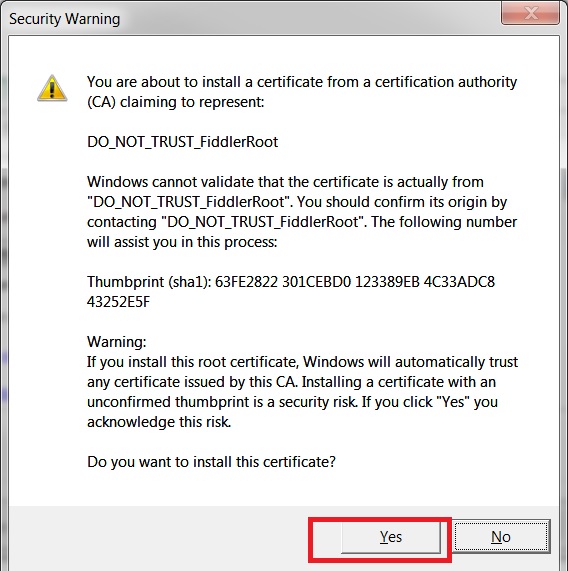 Security Warning
You are about to install a certificate from a certification authority
(CA) claiming to represent:
DO_NOT_TRUST_FiddlerRoot
Windows cannot validate that the certificate is actually from
"DO_NOT_TRUST_FiddlerRoot". You should confirm its origin by
contacting "DO_NOT_TRUST_FiddlerRoot". The following number
will assist you in this process:
Thumbprint (sha1): 63FE2822 301CEBD0 123389EB 4C33ADC8
43252E5F
Warning:
If you install this root certificate, Windows will automatically trust
any certificate issued by this CA. Installing a certificate with an
unconfirmed thumbprint is a security risk. If you click "Yes" you
acknowledge this risk.
Do you want to install this certificate?
Yes No